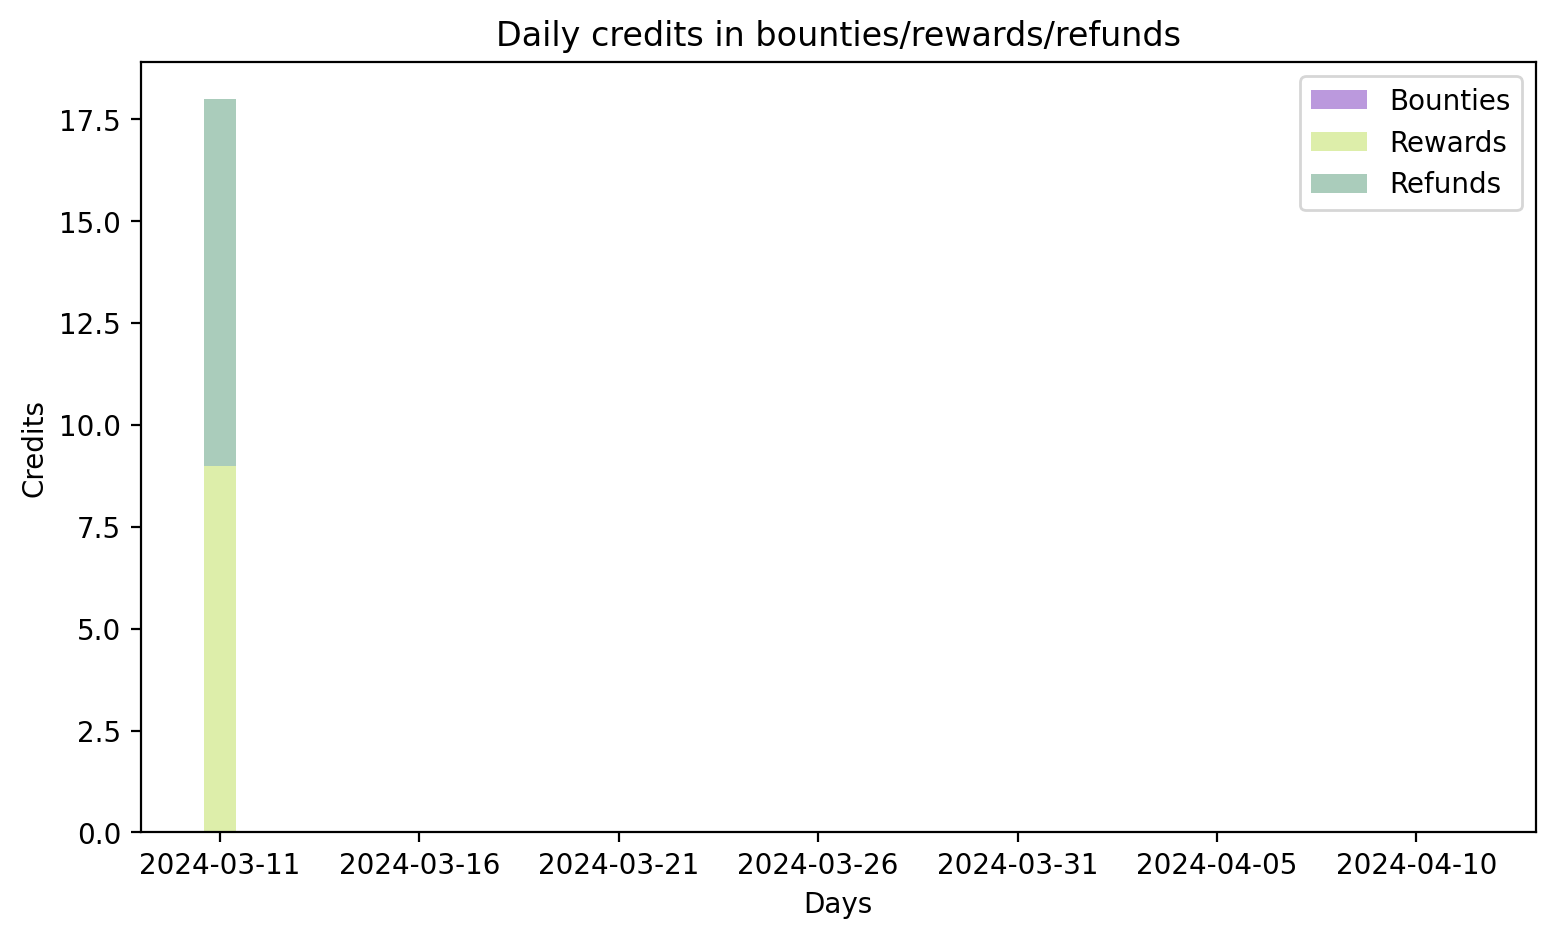 Daily credits in bounties/rewards/refunds
Bounties
Rewards
Refunds
17.5
15.0
12.5
10.0
7.5
5.0
2.5
0.0
Credits
2024-03-11 2024-03-16 2024-03-21 2024-03-26 2024-03-31 2024-04-05 2024-04-10
Days